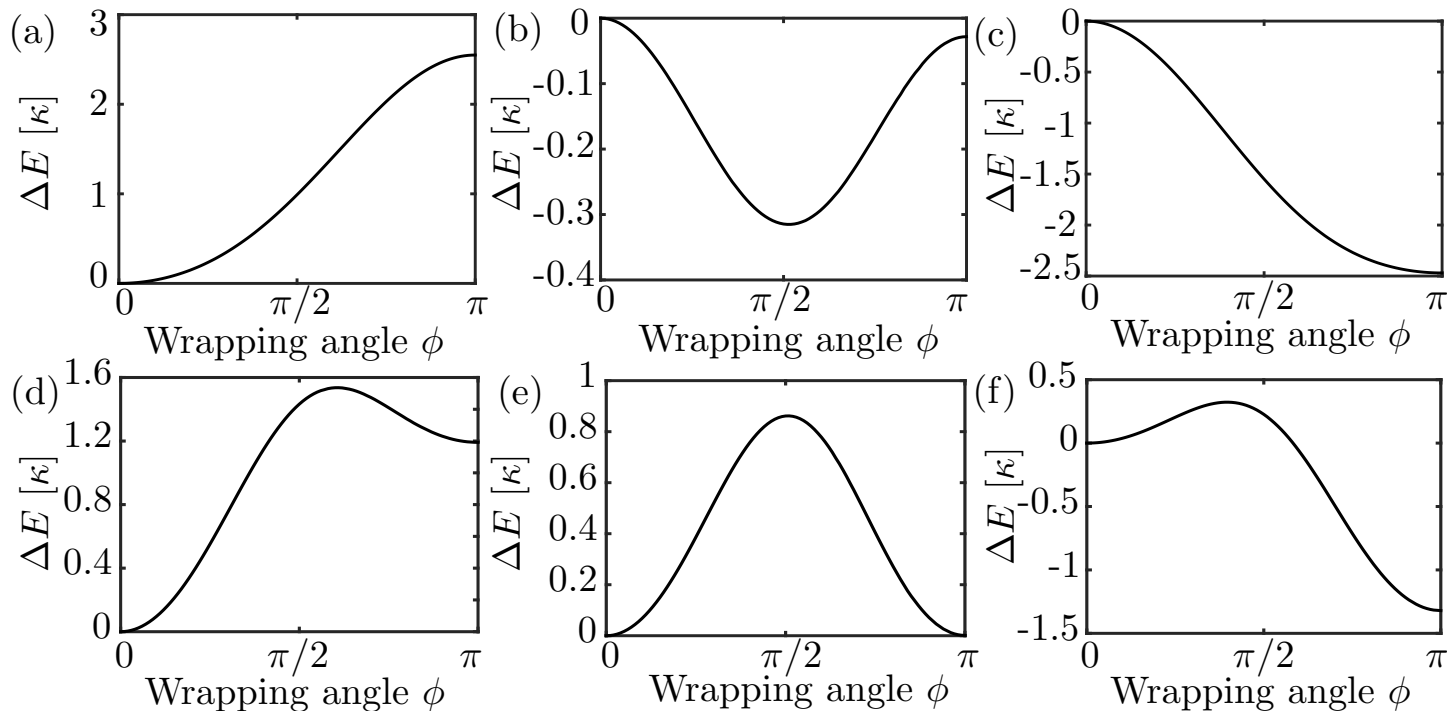 (a)
3
2
1
0
ΔE [κ]
0 π/2 π
Wrapping angle ϕ
(b)
0
-0.1
-0.2
-0.3
-0.4
ΔE [κ]
0 π/2 π
Wrapping angle ϕ
(c)
0
-0.5
-1
-1.5
-2
-2.5
ΔE [κ]
0 π/2 π
Wrapping angle ϕ
(d)
1.6
1.2
0.8
0.4
0
ΔE [κ]
0 π/2 π
Wrapping angle ϕ
(e)
1
0.8
0.6
0.4
0.2
0
ΔE [κ]
0 π/2 π
Wrapping angle ϕ
(f)
0.5
0
-0.5
-1
-1.5
ΔE [κ]
0 π/2 π
Wrapping angle ϕ